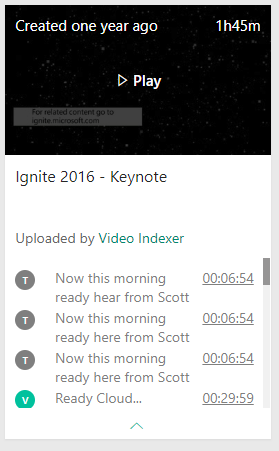 Created one year ago 1h45m
Play
For related content go to
ignite.microsoft.com
Ignite 2016 - Keynote
Uploaded by Video Indexer
T Now this morning 00:06:54
ready hear from Scott
T Now this morning 00:06:54
ready here from Scott
T Now this morning 00:06:54
ready here from Scott
V Ready Cloud... 00:29:59